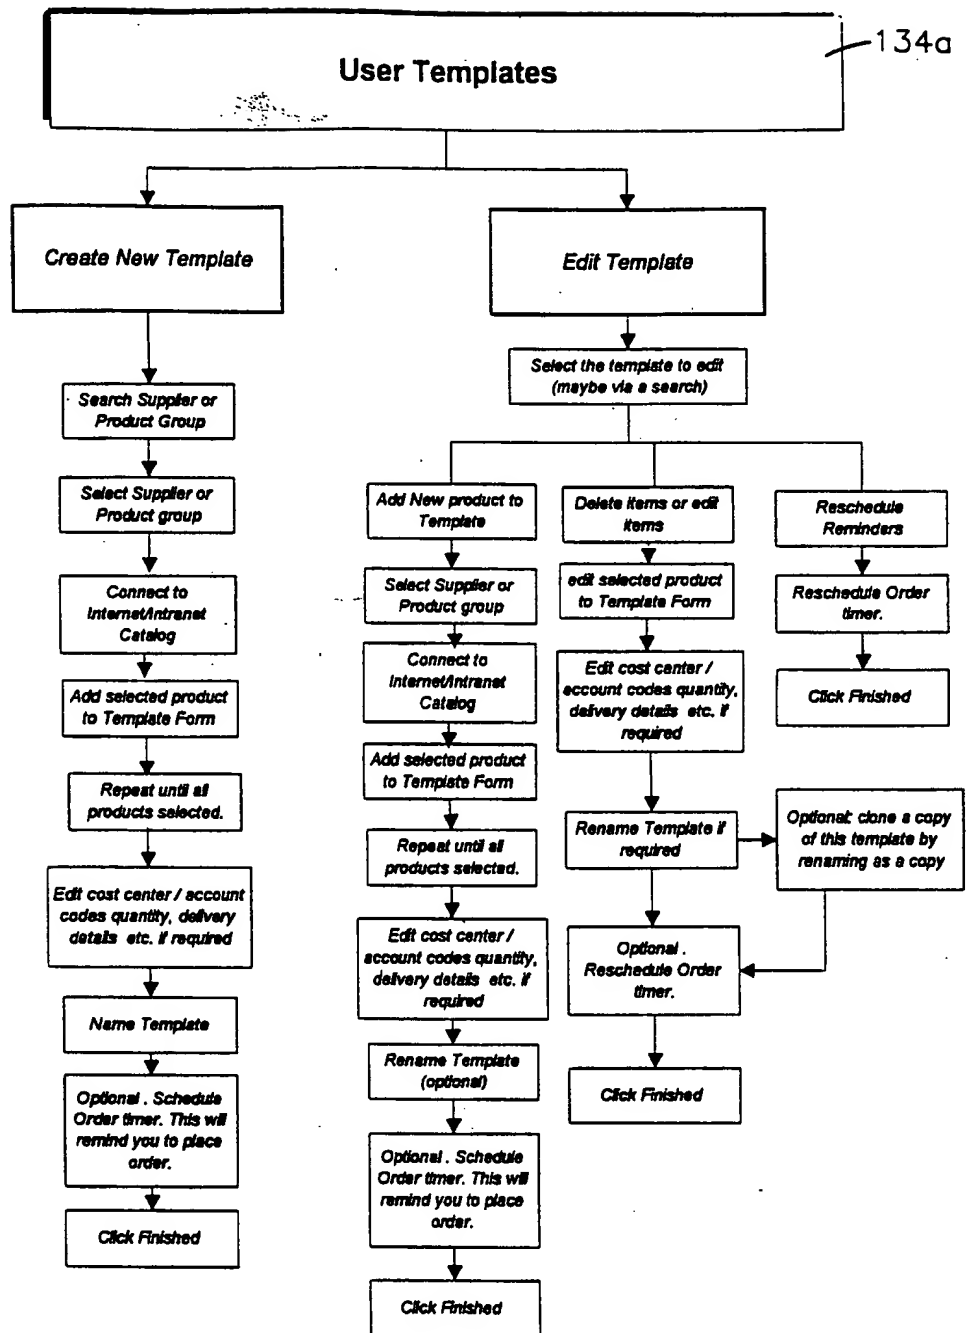 134a
User Templates
Create New Template
Edit Template
Select the template to edit
(maybe via a search)
Search Supplier or
Product Group
Select Supplier or
Product group
Connect to
Internet/Intranet
Catalog
Add selected product
to Template Form
Repeat until all
products selected.
Edit cost center / account
codes quantity, delivery
details etc. if required
Name Template
Optional . Schedule
Order timer. This will
remind you to place
order.
Click Finished
Add New product to
Template
Select Supplier or
Product group
Connect to
Internet/Intranet
Catalog
Add selected product
to Template Form
Repeat until all
products selected.
Edit cost center /
account codes quantity,
delivery details etc. if
required
Rename Template
(optional)
Optional . Schedule
Order timer. This will
remind you to place
order.
Click Finished
Delete items or edit
items
edit selected product
to Template Form
Edit cost center /
account codes quantity,
delivery details etc. if
required
Rename Template if
required
Optional: clone a copy
of this template by
renaming as a copy
Optional .
Reschedule Order
timer.
Click Finished
Reschedule
Reminders
Reschedule Order
timer.
Click Finished